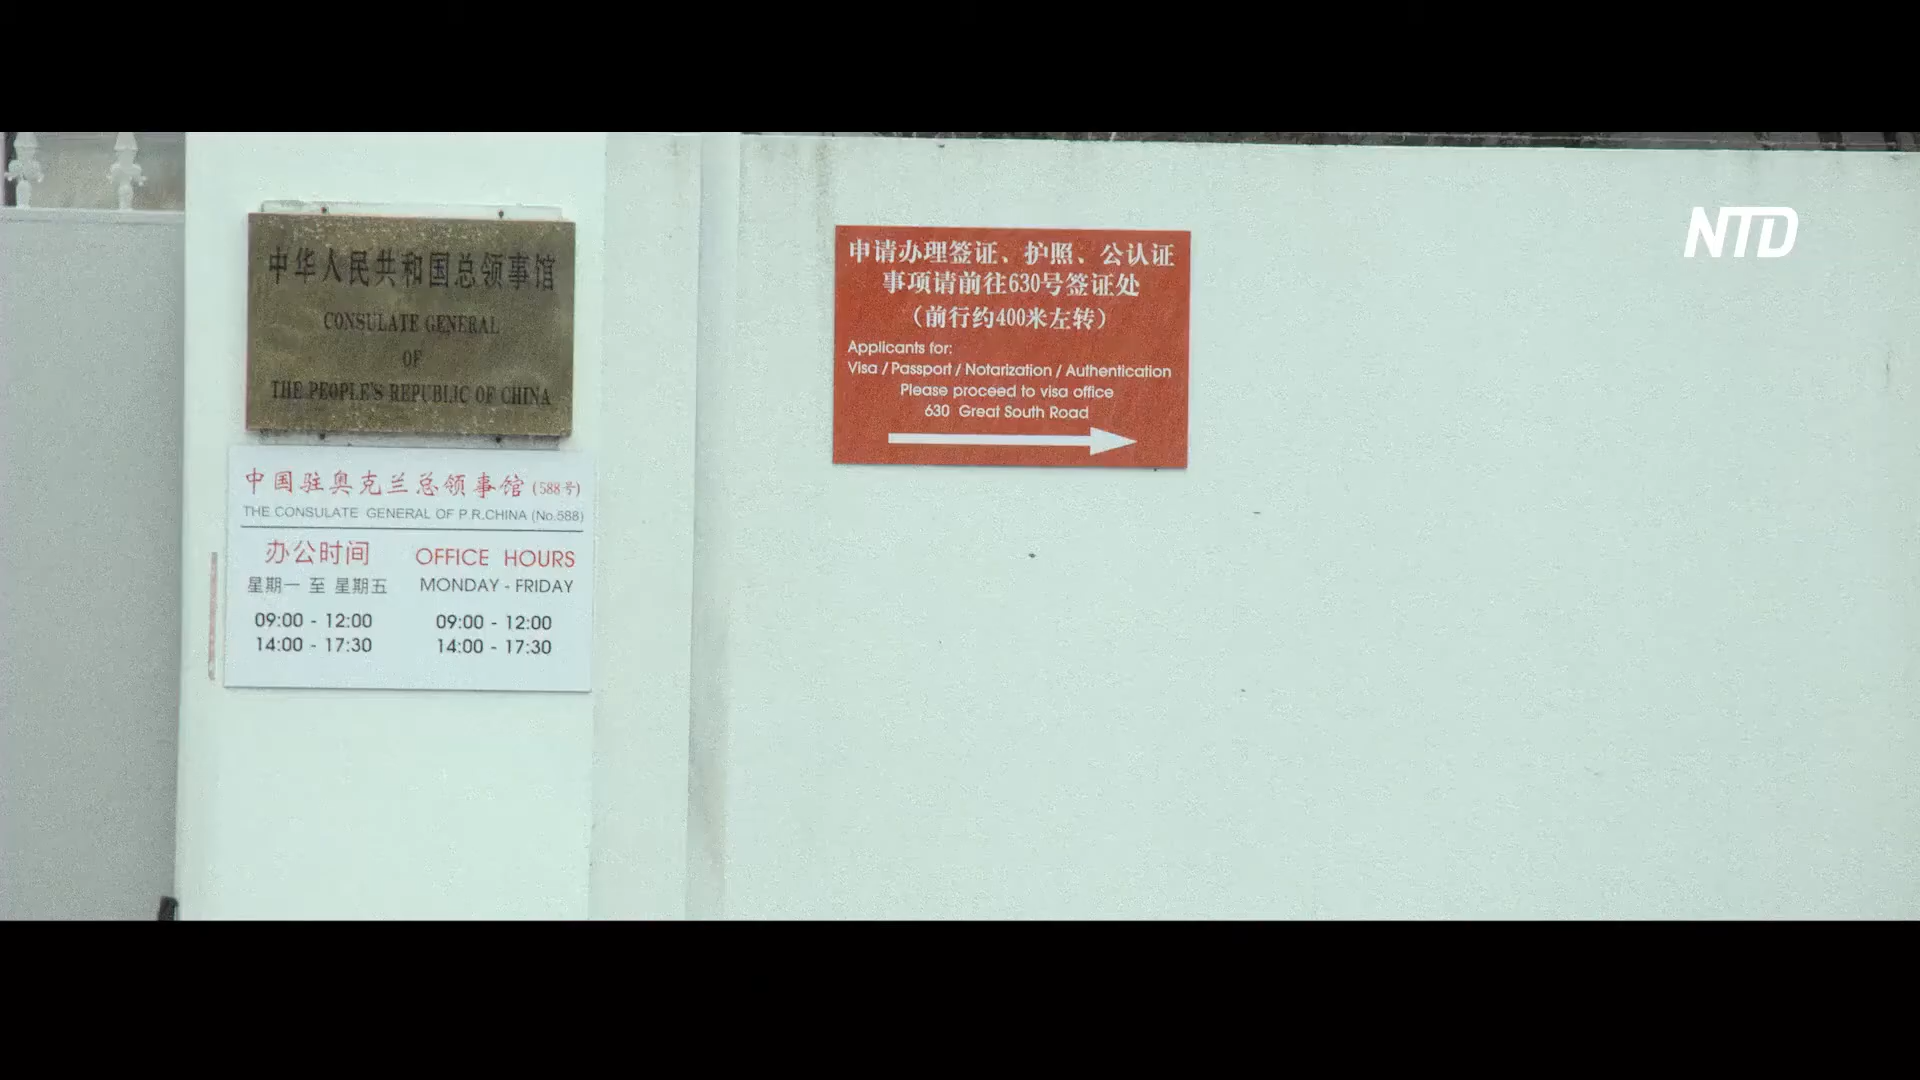 中华人民共和国总领事馆
CONSULATE GENERAL
OF
THE PEOPLE'S REPUBLIC OF CHINA
中国驻奥克兰总领事馆(588号)
THE CONSULATE GENERAL OF P.R.CHINA (No.588)
办公时间 OFFICE HOURS
星期一 至 星期五 MONDAY - FRIDAY
09:00 - 12:00 09:00 - 12:00
14:00 - 17:30 14:00 - 17:30
申请办理签证、护照、公认证
事项请前往630号签证处
（前行约400米左转）
Applicants for:
Visa / Passport / Notarization / Authentication
Please proceed to visa office
630 Great South Road
NTD